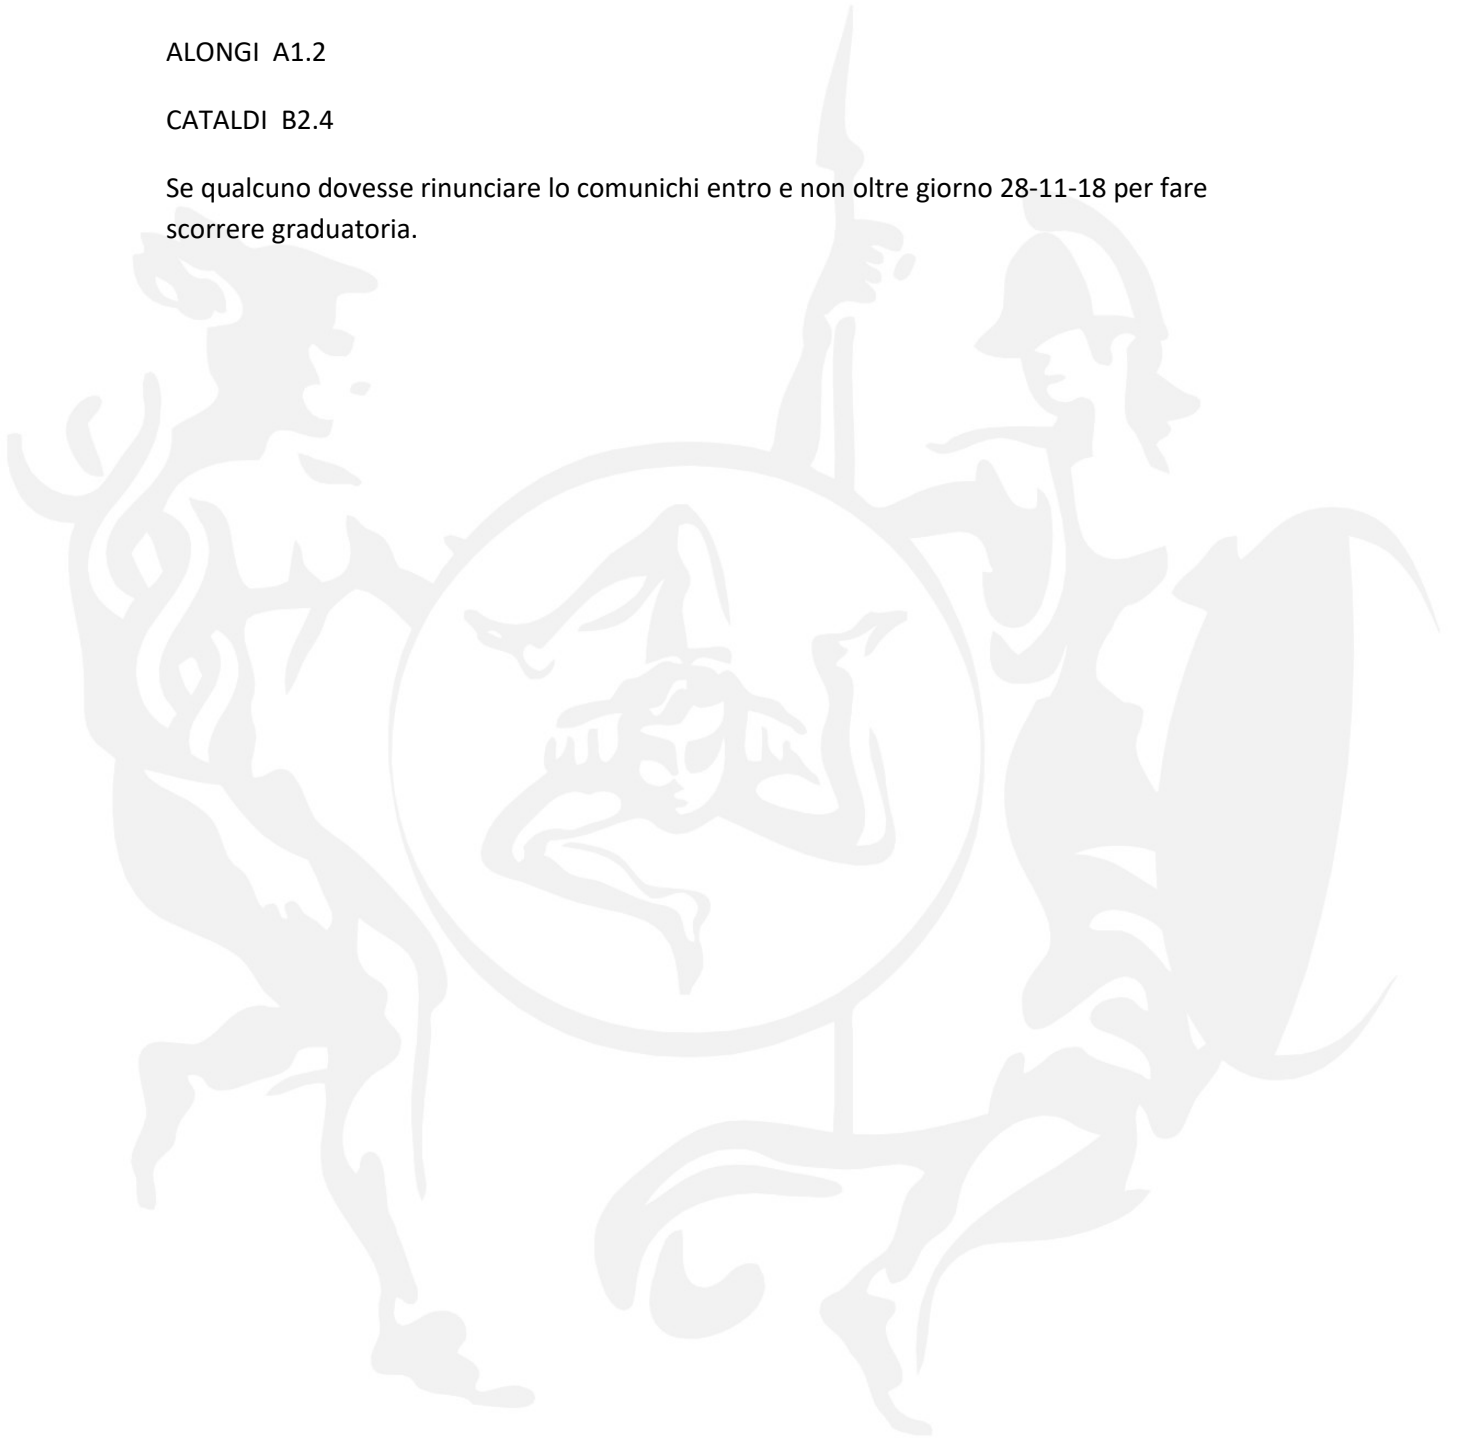 ALONGI A1.2
CATALDI B2.4
Se qualcuno dovesse rinunciare lo comunichi entro e non oltre giorno 28-11-18 per fare
scorrere graduatoria.